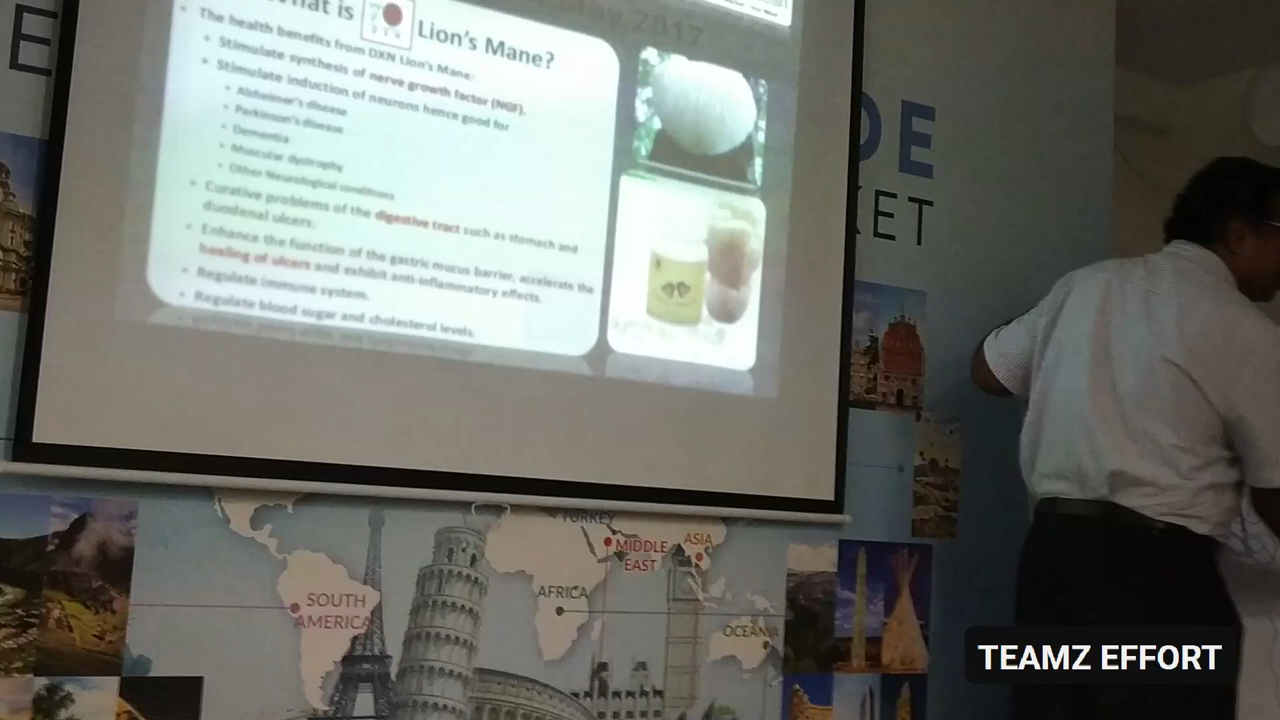 2017
What is
DXN
Lion's Mane?
• The health benefits from DXN Lion's Mane:
• Stimulate synthesis of nerve growth factor (NGF).
• Stimulate induction of neurons hence good for
• Alzheimer's disease
• Parkinson's disease
• Dementia
• Muscular dystrophy
• Other Neurological conditions
• Curative problems of the digestive tract such as stomach and
duodenal ulcers.
• Enhance the function of the gastric mucus barrier, accelerate the
healing of ulcers and exhibit anti-inflammatory effects.
• Regulate immune system.
• Regulate blood sugar and cholesterol levels.
E
DE
KET
TURKEY
MIDDLE
EAST
ASIA
AFRICA
SOUTH
AMERICA
OCEANIA
TEAMZ EFFORT